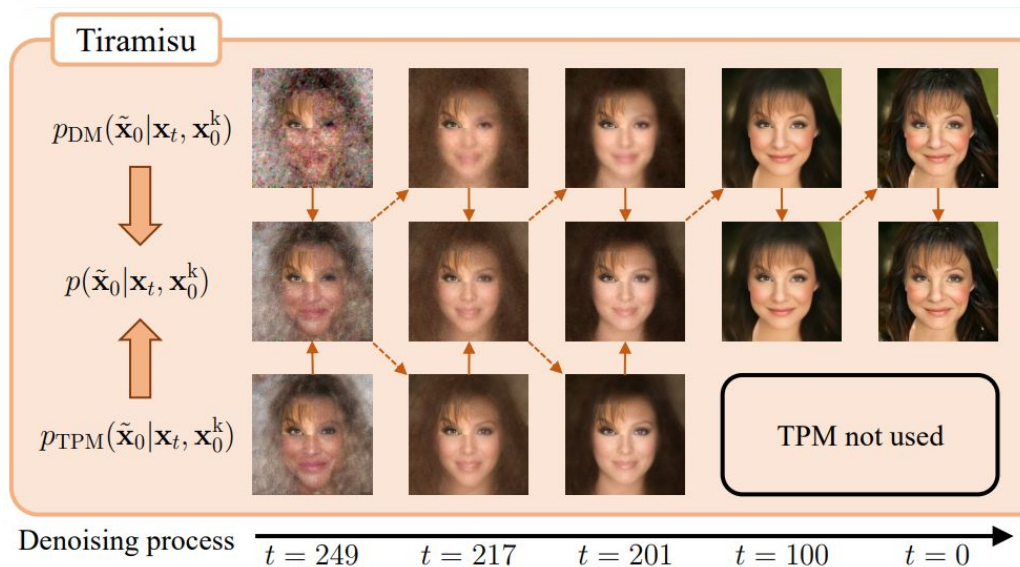 Tiramisu
p_DM(x̃_0|x_t, x_0^k)
p(x̃_0|x_t, x_0^k)
p_TPM(x̃_0|x_t, x_0^k)
TPM not used
Denoising process
t = 249
t = 217
t = 201
t = 100
t = 0